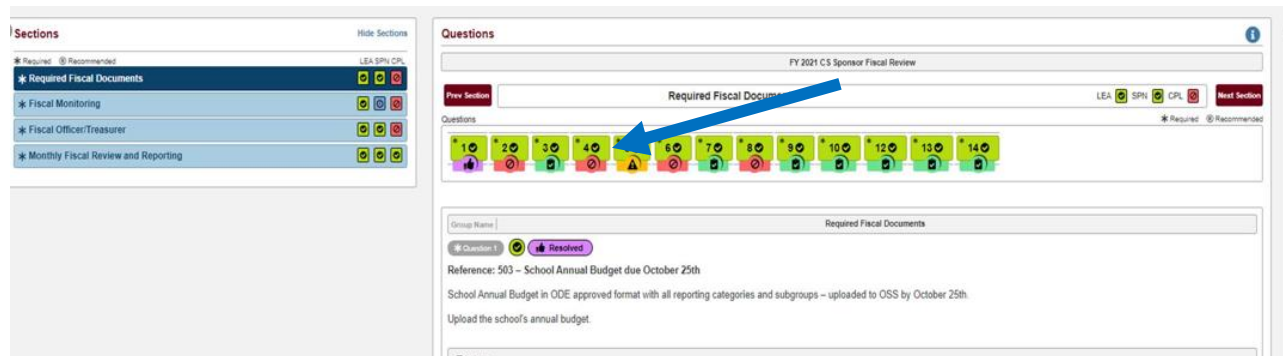 Sections Hide Sections
✱ Required Ⓡ Recommended LEA SPN CPL
✱ Required Fiscal Documents
✱ Fiscal Monitoring
✱ Fiscal Officer/Treasurer
✱ Monthly Fiscal Review and Reporting
Questions
FY 2021 CS Sponsor Fiscal Review
Prev Section Required Fiscal LEA SPN CPL Next Section
Questions ✱ Required Ⓡ Recommended
1 2 3 4 6 7 8 9 10 12 13 14
Group Name Required Fiscal Documents
✱ Question 1 Resolved
Reference: 503 – School Annual Budget due October 25th
School Annual Budget in ODE approved format with all reporting categories and subgroups – uploaded to OSS by October 25th.
Upload the school's annual budget.